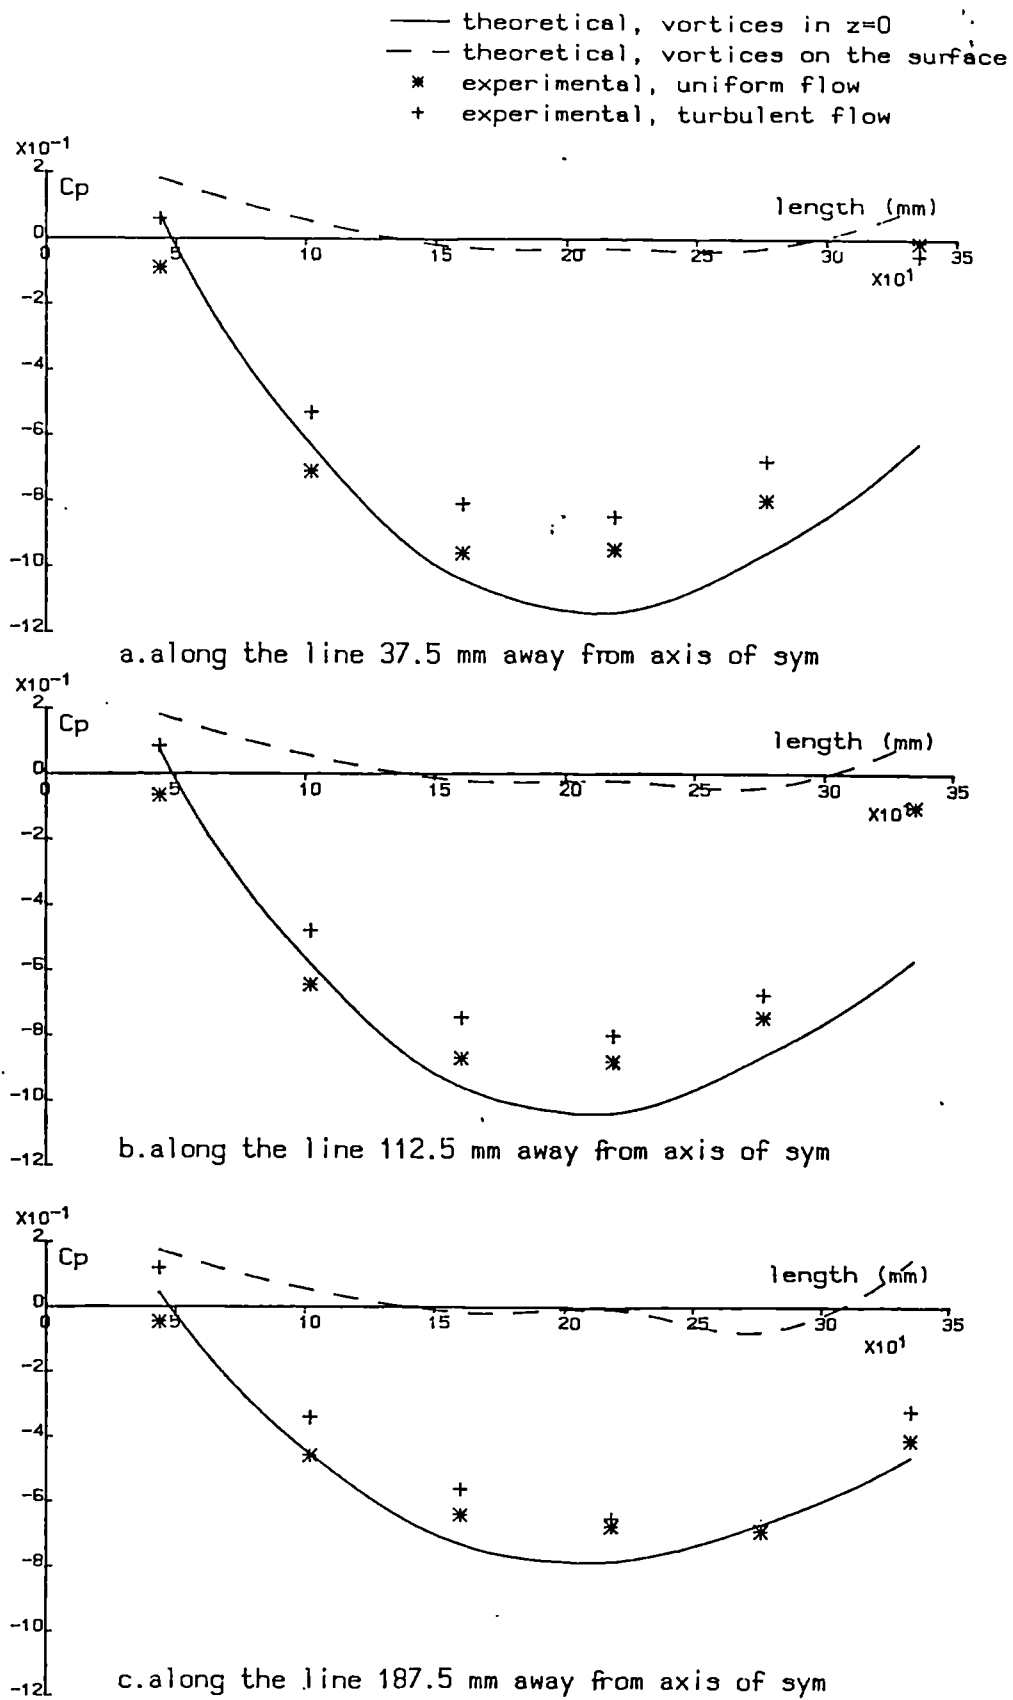 theoretical, vortices in z=0
theoretical, vortices on the surface
experimental, uniform flow
experimental, turbulent flow
X10⁻¹
2
Cp
length (mm)
0
0 5 10 15 20 25 30 35
X10¹
-2
-4
-6
-8
-10
-12
a.along the line 37.5 mm away from axis of sym
X10⁻¹
2
Cp
length (mm)
0
0 5 10 15 20 25 30 35
X10
-2
-4
-6
-8
-10
-12
b.along the line 112.5 mm away from axis of sym
X10⁻¹
2
Cp
length (mm)
0
0 5 10 15 20 25 30 35
X10¹
-2
-4
-6
-8
-10
-12
c.along the line 187.5 mm away from axis of sym